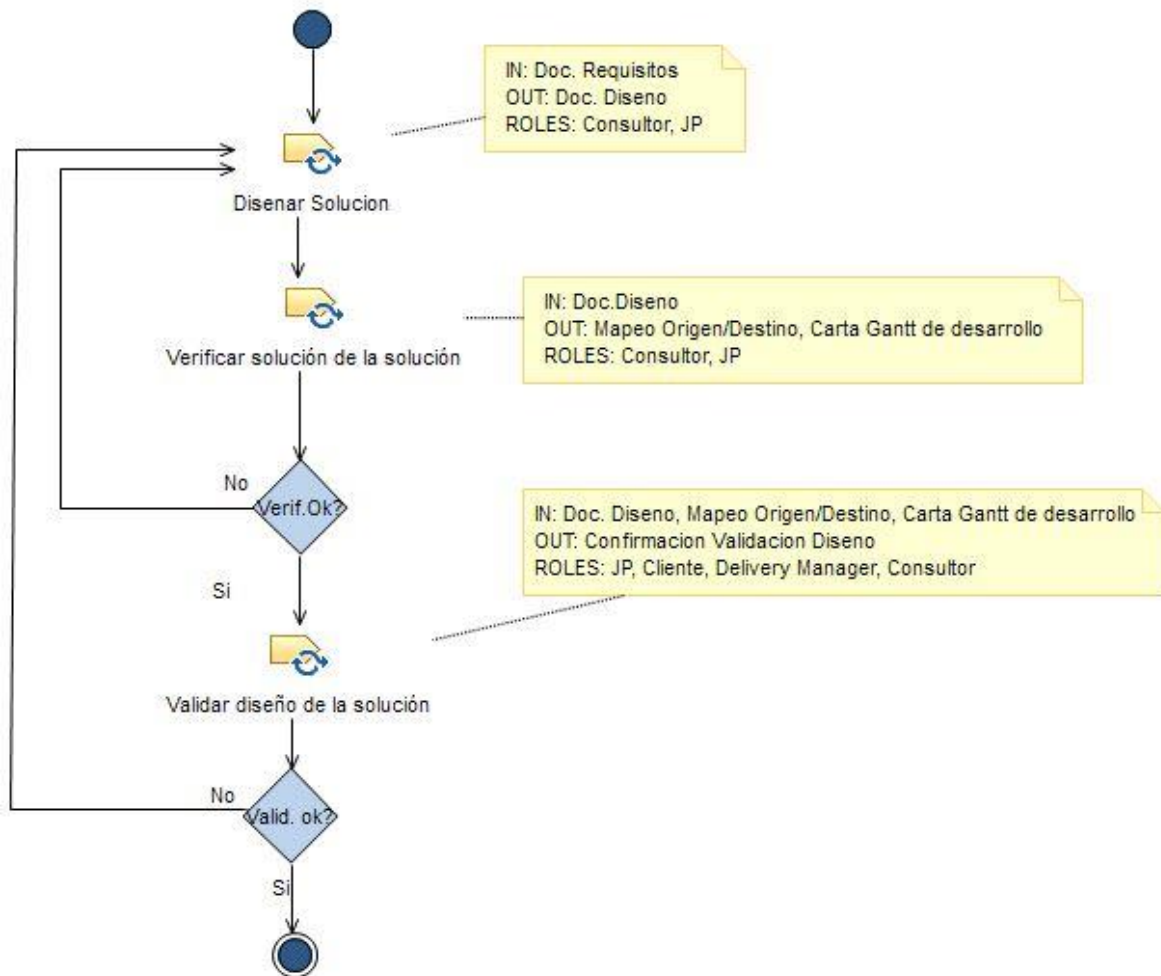 IN: Doc. Requisitos
OUT: Doc. Diseno
ROLES: Consultor, JP
Disenar Solucion
IN: Doc.Diseno
OUT: Mapeo Origen/Destino, Carta Gantt de desarrollo
ROLES: Consultor, JP
Verificar solución de la solución
No
Verif.Ok?
IN: Doc. Diseno, Mapeo Origen/Destino, Carta Gantt de desarrollo
OUT: Confirmacion Validacion Diseno
ROLES: JP, Cliente, Delivery Manager, Consultor
Si
Validar diseño de la solución
No
Valid. ok?
Si